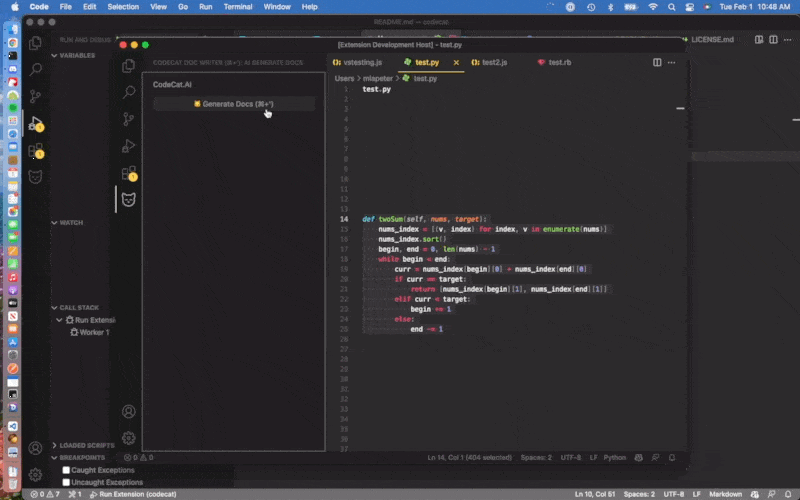 Code File Edit Selection View Go Run Terminal Window Help Tue Feb 1 10:48 AM
README.md — codecat
RUN AND DEBUG
LICENSE.md
[Extension Development Host] - test.py
VARIABLES
CODECAT DOC WRITER (⌘+'): AI GENERATE DOCS
vstesting.js test.py test2.js test.rb
CodeCat.AI
Users > mlapeter > test.py
Generate Docs (⌘+')
1 test.py
2
3
4
5
6
7
8
9
10
11
12
13
14 def twoSum(self, nums, target):
15 nums_index = [(v, index) for index, v in enumerate(nums)]
16 nums_index.sort()
17 begin, end = 0, len(nums) - 1
18 while begin < end:
19 curr = nums_index[begin][0] + nums_index[end][0]
20 if curr == target:
21 return [nums_index[begin][1], nums_index[end][1]]
22 elif curr < target:
23 begin += 1
24 else:
25 end -= 1
26
27
28
29
30
31
32
33
34
35
36
37
WATCH
CALL STACK
Run Extensi
Worker 1
LOADED SCRIPTS
BREAKPOINTS
Caught Exceptions
Uncaught Exceptions
0 0 Ln 14, Col 1 (404 selected) Spaces: 2 UTF-8 LF Python
0 7 1 Run Extension (codecat) Ln 10, Col 51 Spaces: 2 UTF-8 LF Markdown